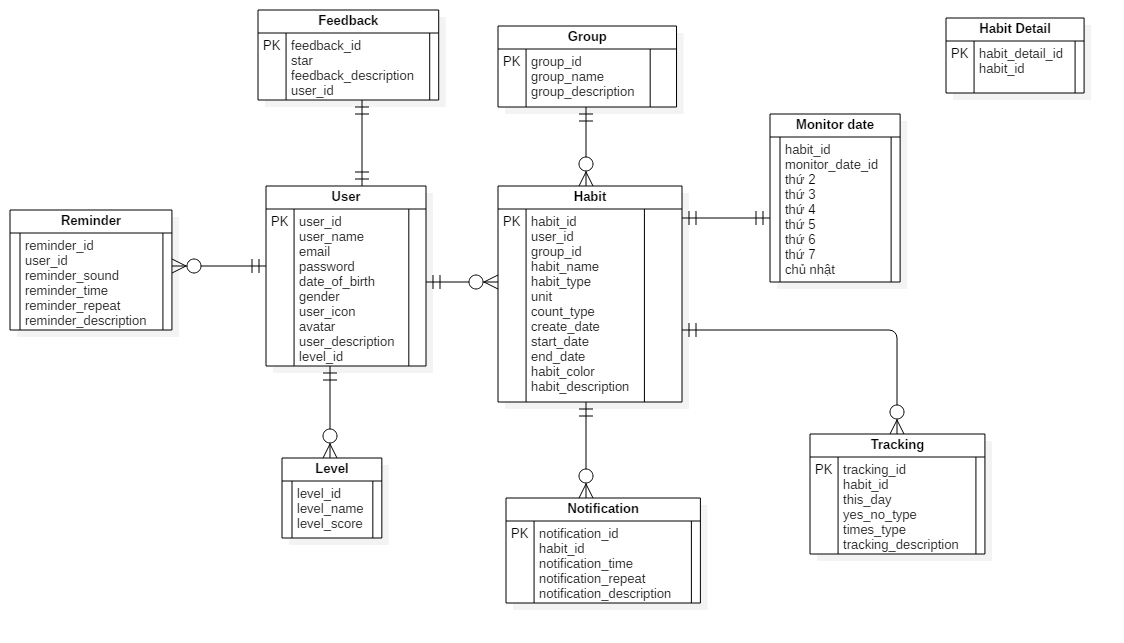 Feedback
PK feedback_id
star
feedback_description
user_id
Group
PK group_id
group_name
group_description
Habit Detail
PK habit_detail_id
habit_id
Monitor date
habit_id
monitor_date_id
thứ 2
thứ 3
thứ 4
thứ 5
thứ 6
thứ 7
chủ nhật
Reminder
reminder_id
user_id
reminder_sound
reminder_time
reminder_repeat
reminder_description
User
PK user_id
user_name
email
password
date_of_birth
gender
user_icon
avatar
user_description
level_id
Habit
PK habit_id
user_id
group_id
habit_name
habit_type
unit
count_type
create_date
start_date
end_date
habit_color
habit_description
Level
level_id
level_name
level_score
Notification
PK notification_id
habit_id
notification_time
notification_repeat
notification_description
Tracking
PK tracking_id
habit_id
this_day
yes_no_type
times_type
tracking_description